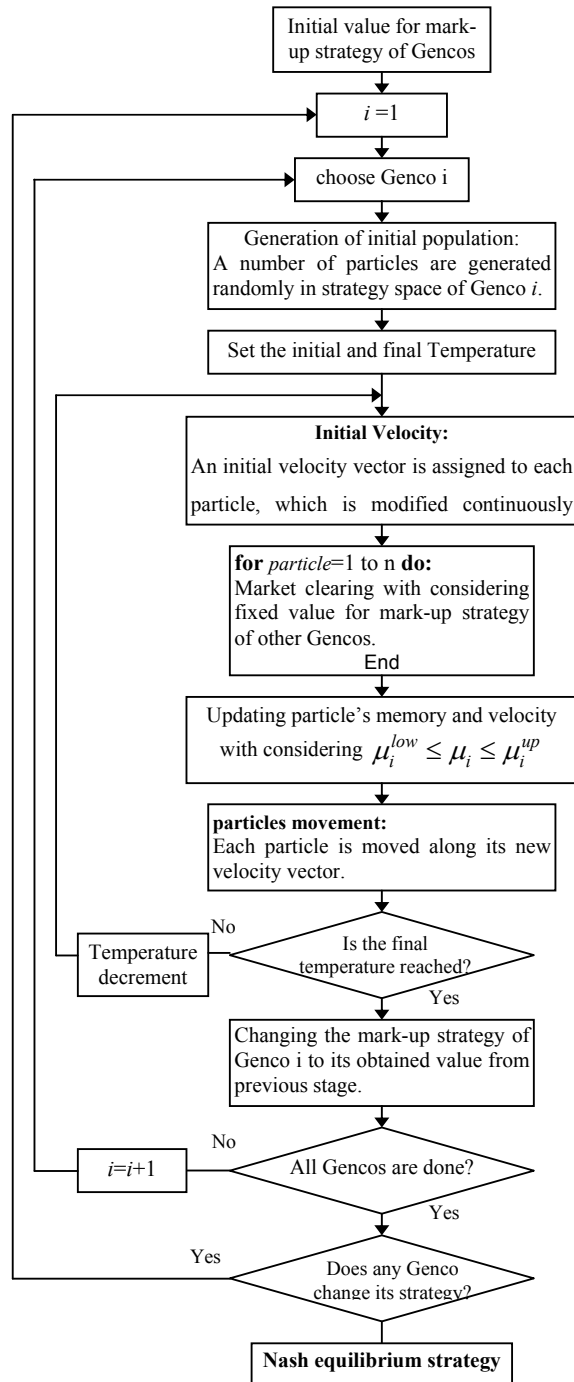 Initial value for mark-
up strategy of Gencos
i =1
choose Genco i
Generation of initial population:
A number of particles are generated
randomly in strategy space of Genco i.
Set the initial and final Temperature
Initial Velocity:
An initial velocity vector is assigned to each
particle, which is modified continuously
for particle=1 to n do:
Market clearing with considering
fixed value for mark-up strategy
of other Gencos.
End
Updating particle's memory and velocity
with considering μ_i^{low} ≤ μ_i ≤ μ_i^{up}
particles movement:
Each particle is moved along its new
velocity vector.
No
Temperature
decrement
Is the final
temperature reached?
Yes
Changing the mark-up strategy of
Genco i to its obtained value from
previous stage.
No
i=i+1
All Gencos are done?
Yes
Yes
Does any Genco
change its strategy?
Nash equilibrium strategy